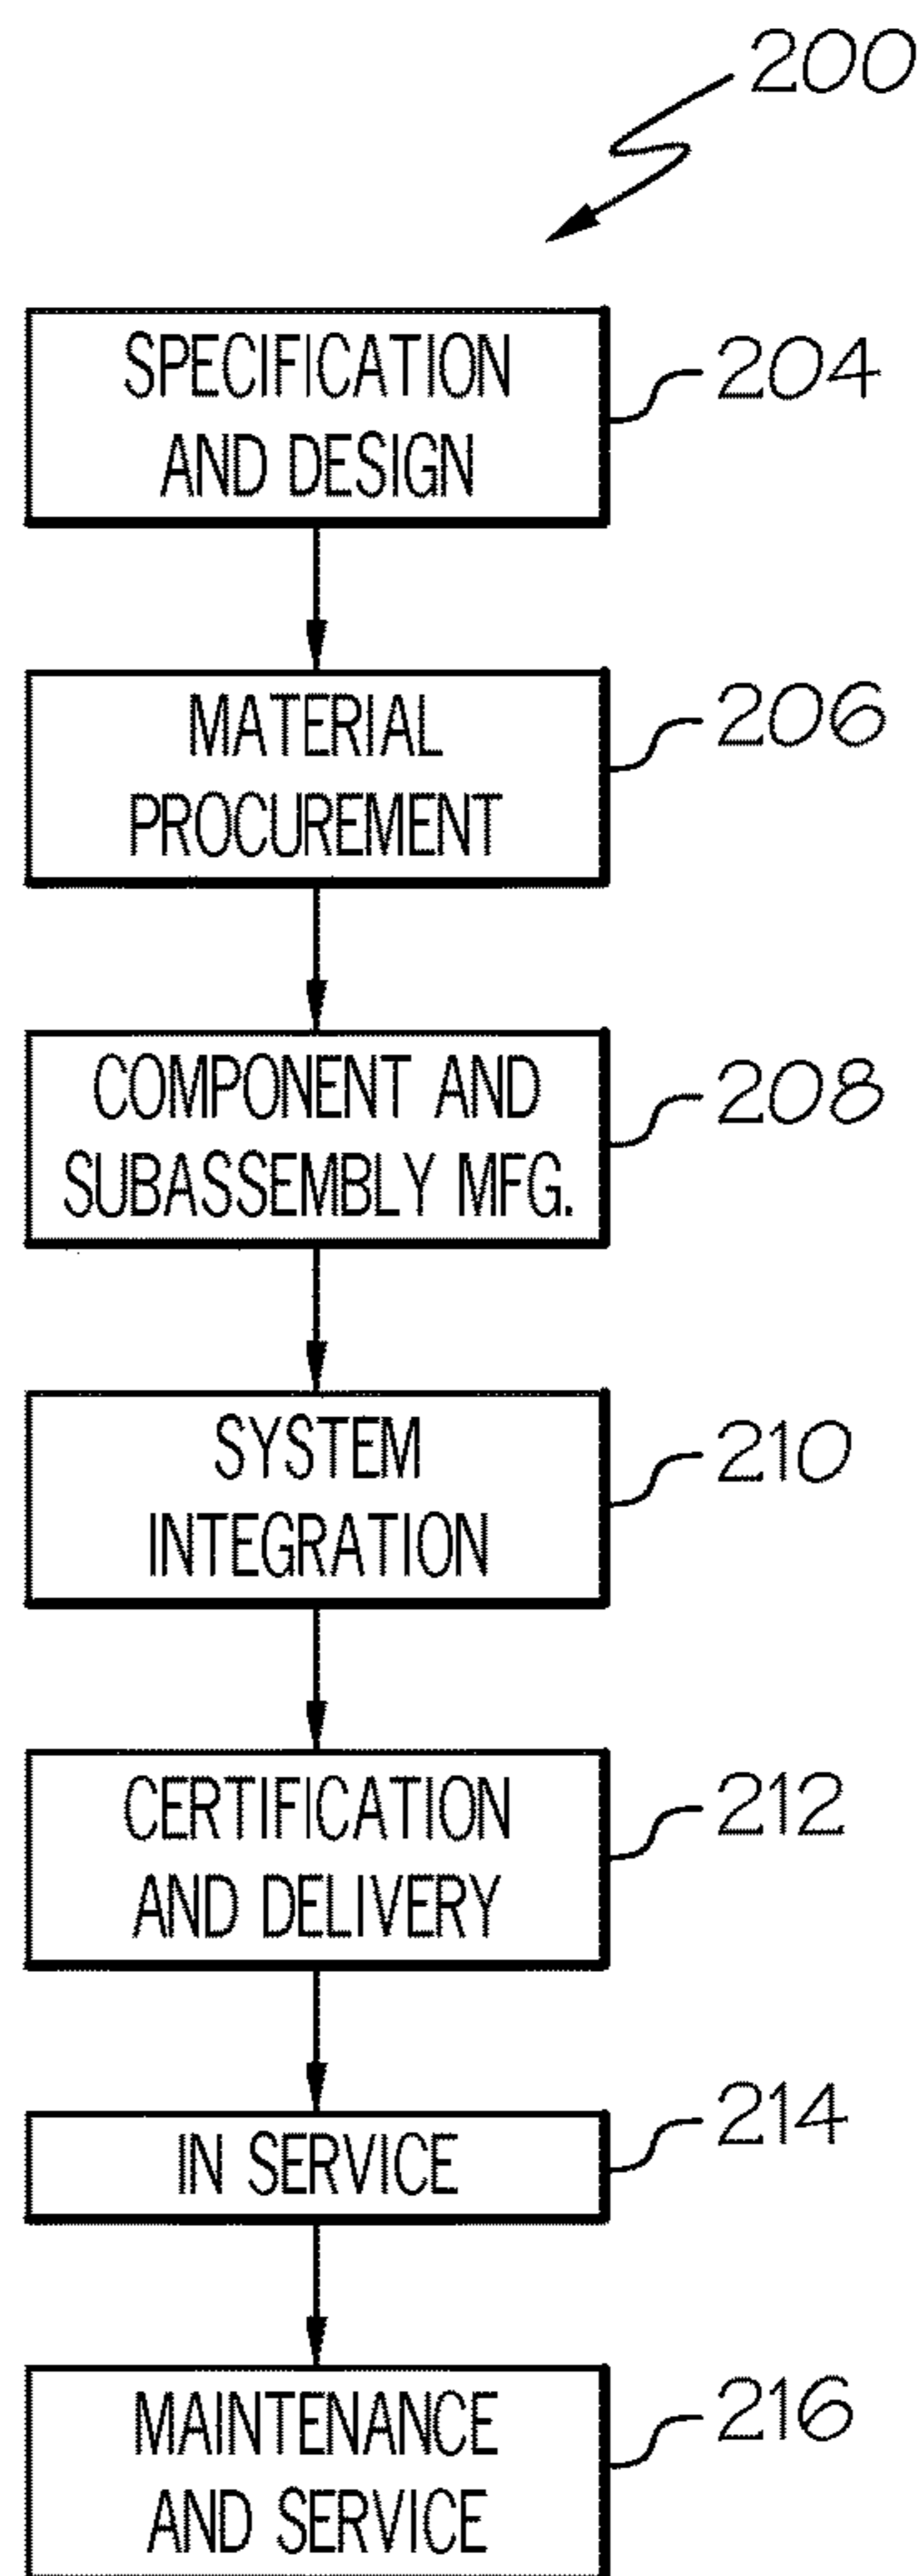 200
SPECIFICATION
AND DESIGN
204
MATERIAL
PROCUREMENT
206
COMPONENT AND
SUBASSEMBLY MFG.
208
SYSTEM
INTEGRATION
210
CERTIFICATION
AND DELIVERY
212
IN SERVICE
214
MAINTENANCE
AND SERVICE
216